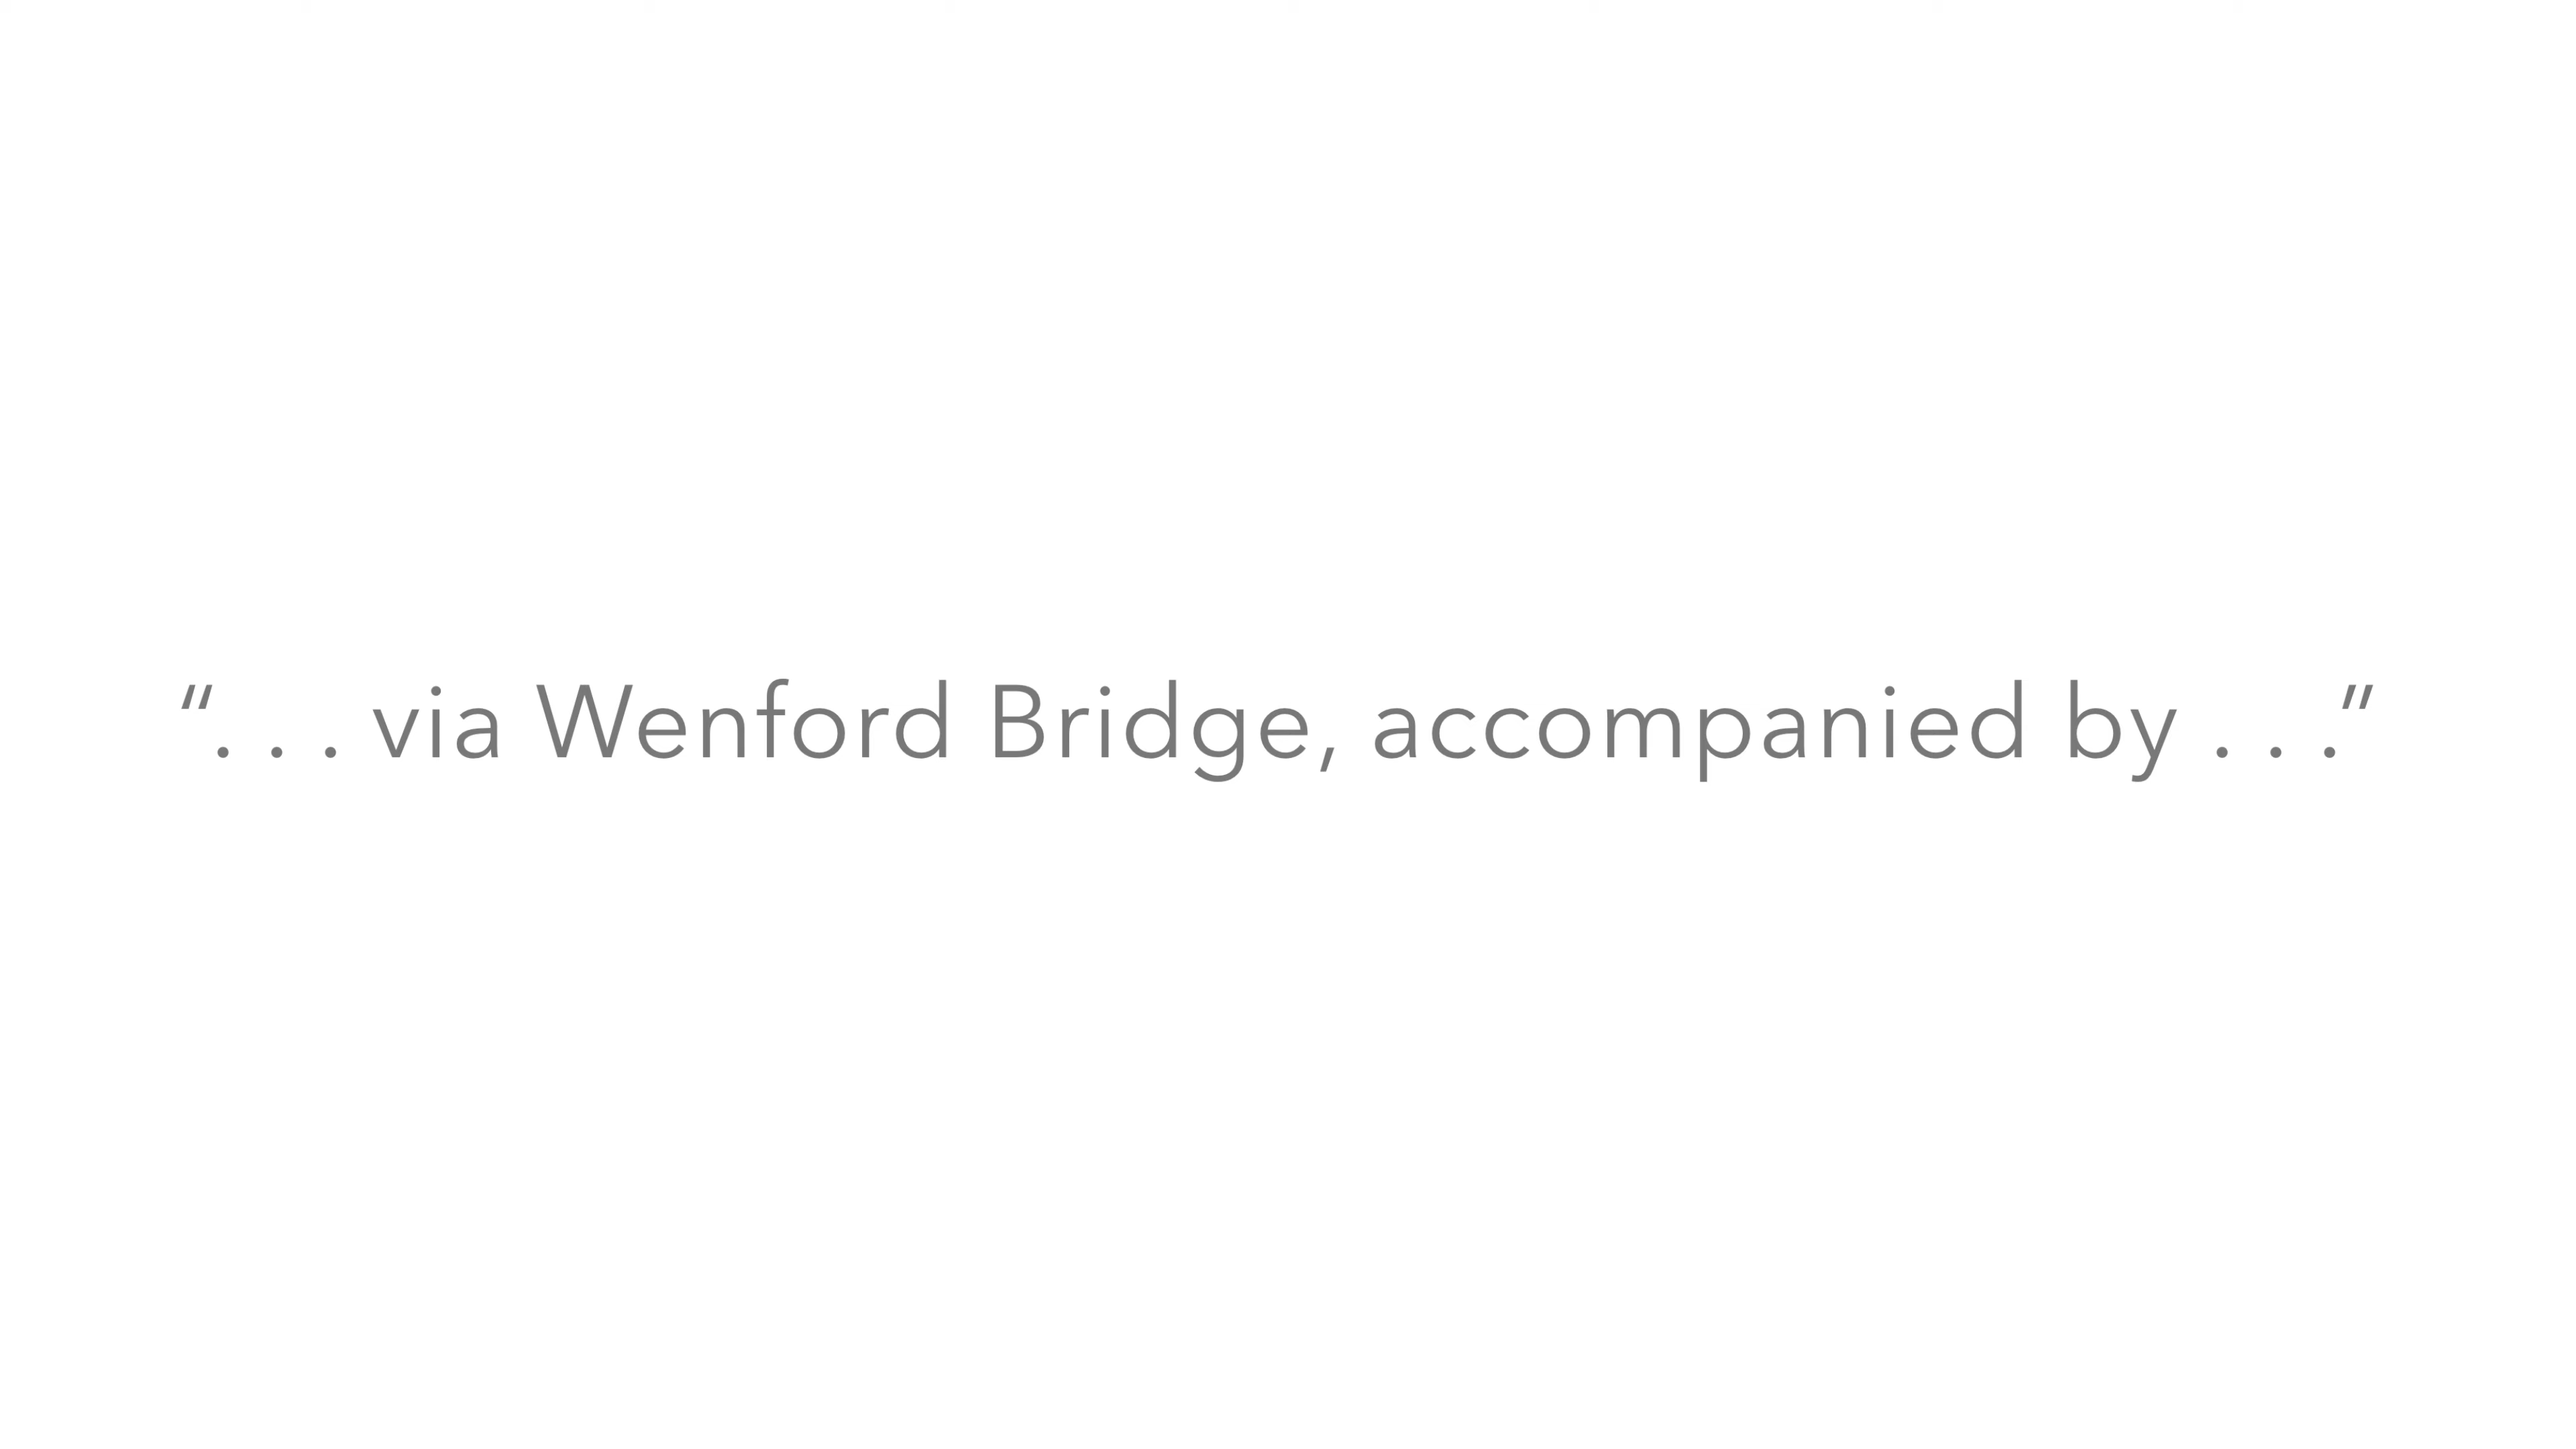 “. . . via Wenford Bridge, accompanied by . . .”